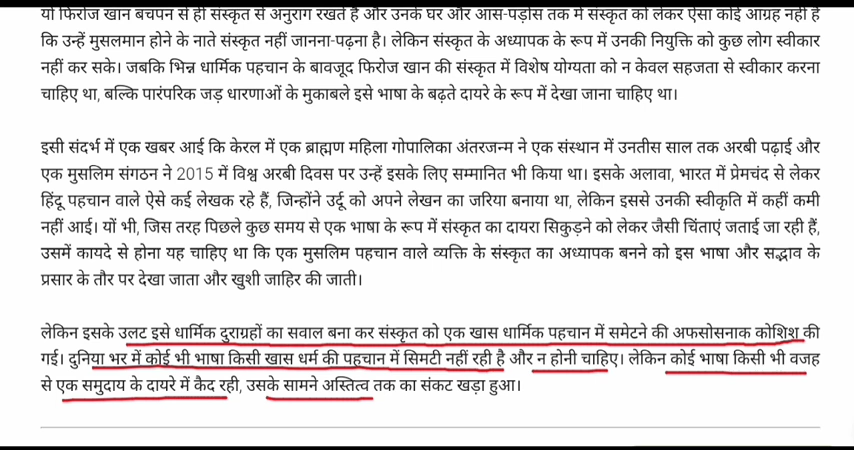 यों फिरोज खान बचपन से ही संस्कृत से अनुराग रखते हैं और उनके घर और आस-पड़ोस तक में संस्कृत को लेकर ऐसा कोई आग्रह नहीं है
कि उन्हें मुसलमान होने के नाते संस्कृत नहीं जानना-पढ़ना है। लेकिन संस्कृत के अध्यापक के रूप में उनकी नियुक्ति को कुछ लोग स्वीकार
नहीं कर सके। जबकि भिन्न धार्मिक पहचान के बावजूद फिरोज खान की संस्कृत में विशेष योग्यता को न केवल सहजता से स्वीकार करना
चाहिए था, बल्कि पारंपरिक जड़ धारणाओं के मुकाबले इसे भाषा के बढ़ते दायरे के रूप में देखा जाना चाहिए था।
इसी संदर्भ में एक खबर आई कि केरल में एक ब्राह्मण महिला गोपालिका अंतरजन्म ने एक संस्थान में उनतीस साल तक अरबी पढ़ाई और
एक मुसलिम संगठन ने 2015 में विश्व अरबी दिवस पर उन्हें इसके लिए सम्मानित भी किया था। इसके अलावा, भारत में प्रेमचंद से लेकर
हिंदू पहचान वाले ऐसे कई लेखक रहे हैं, जिन्होंने उर्दू को अपने लेखन का जरिया बनाया था, लेकिन इससे उनकी स्वीकृति में कहीं कमी
नहीं आई। यों भी, जिस तरह पिछले कुछ समय से एक भाषा के रूप में संस्कृत का दायरा सिकुड़ने को लेकर जैसी चिंताएं जताई जा रही हैं,
उसमें कायदे से होना यह चाहिए था कि एक मुसलिम पहचान वाले व्यक्ति के संस्कृत का अध्यापक बनने को इस भाषा और सद्भाव के
प्रसार के तौर पर देखा जाता और खुशी जाहिर की जाती।
लेकिन इसके उलट इसे धार्मिक दुराग्रहों का सवाल बना कर संस्कृत को एक खास धार्मिक पहचान में समेटने की अफसोसनाक कोशिश की
गई। दुनिया भर में कोई भी भाषा किसी खास धर्म की पहचान में सिमटी नहीं रही है और न होनी चाहिए। लेकिन कोई भाषा किसी भी वजह
से एक समुदाय के दायरे में कैद रही, उसके सामने अस्तित्व तक का संकट खड़ा हुआ।